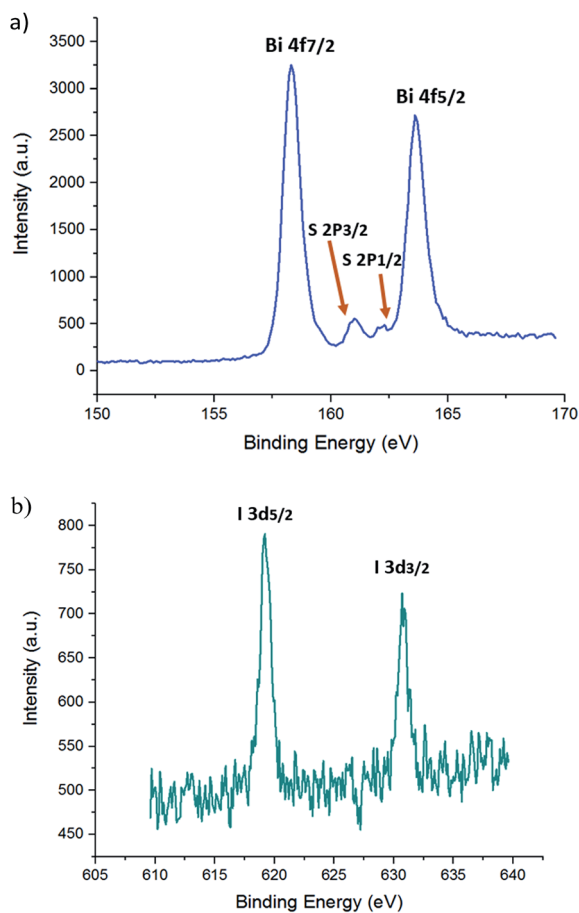 a)
Bi 4f7/2
Bi 4f5/2
S 2P3/2
S 2P1/2
Intensity (a.u.)
3500
3000
2500
2000
1500
1000
500
0
150 155 160 165 170
Binding Energy (eV)
b)
I 3d5/2
I 3d3/2
Intensity (a.u.)
800
750
700
650
600
550
500
450
605 610 615 620 625 630 635 640
Binding Energy (eV)